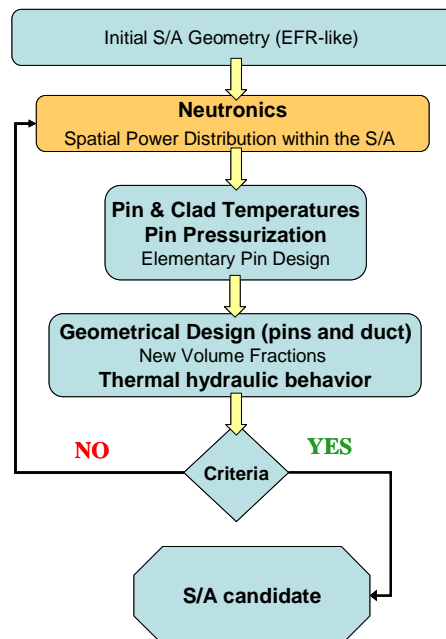 Initial S/A Geometry (EFR-like)
Neutronics
Spatial Power Distribution within the S/A
Pin & Clad Temperatures
Pin Pressurization
Elementary Pin Design
Geometrical Design (pins and duct)
New Volume Fractions
Thermal hydraulic behavior
NO
YES
Criteria
S/A candidate